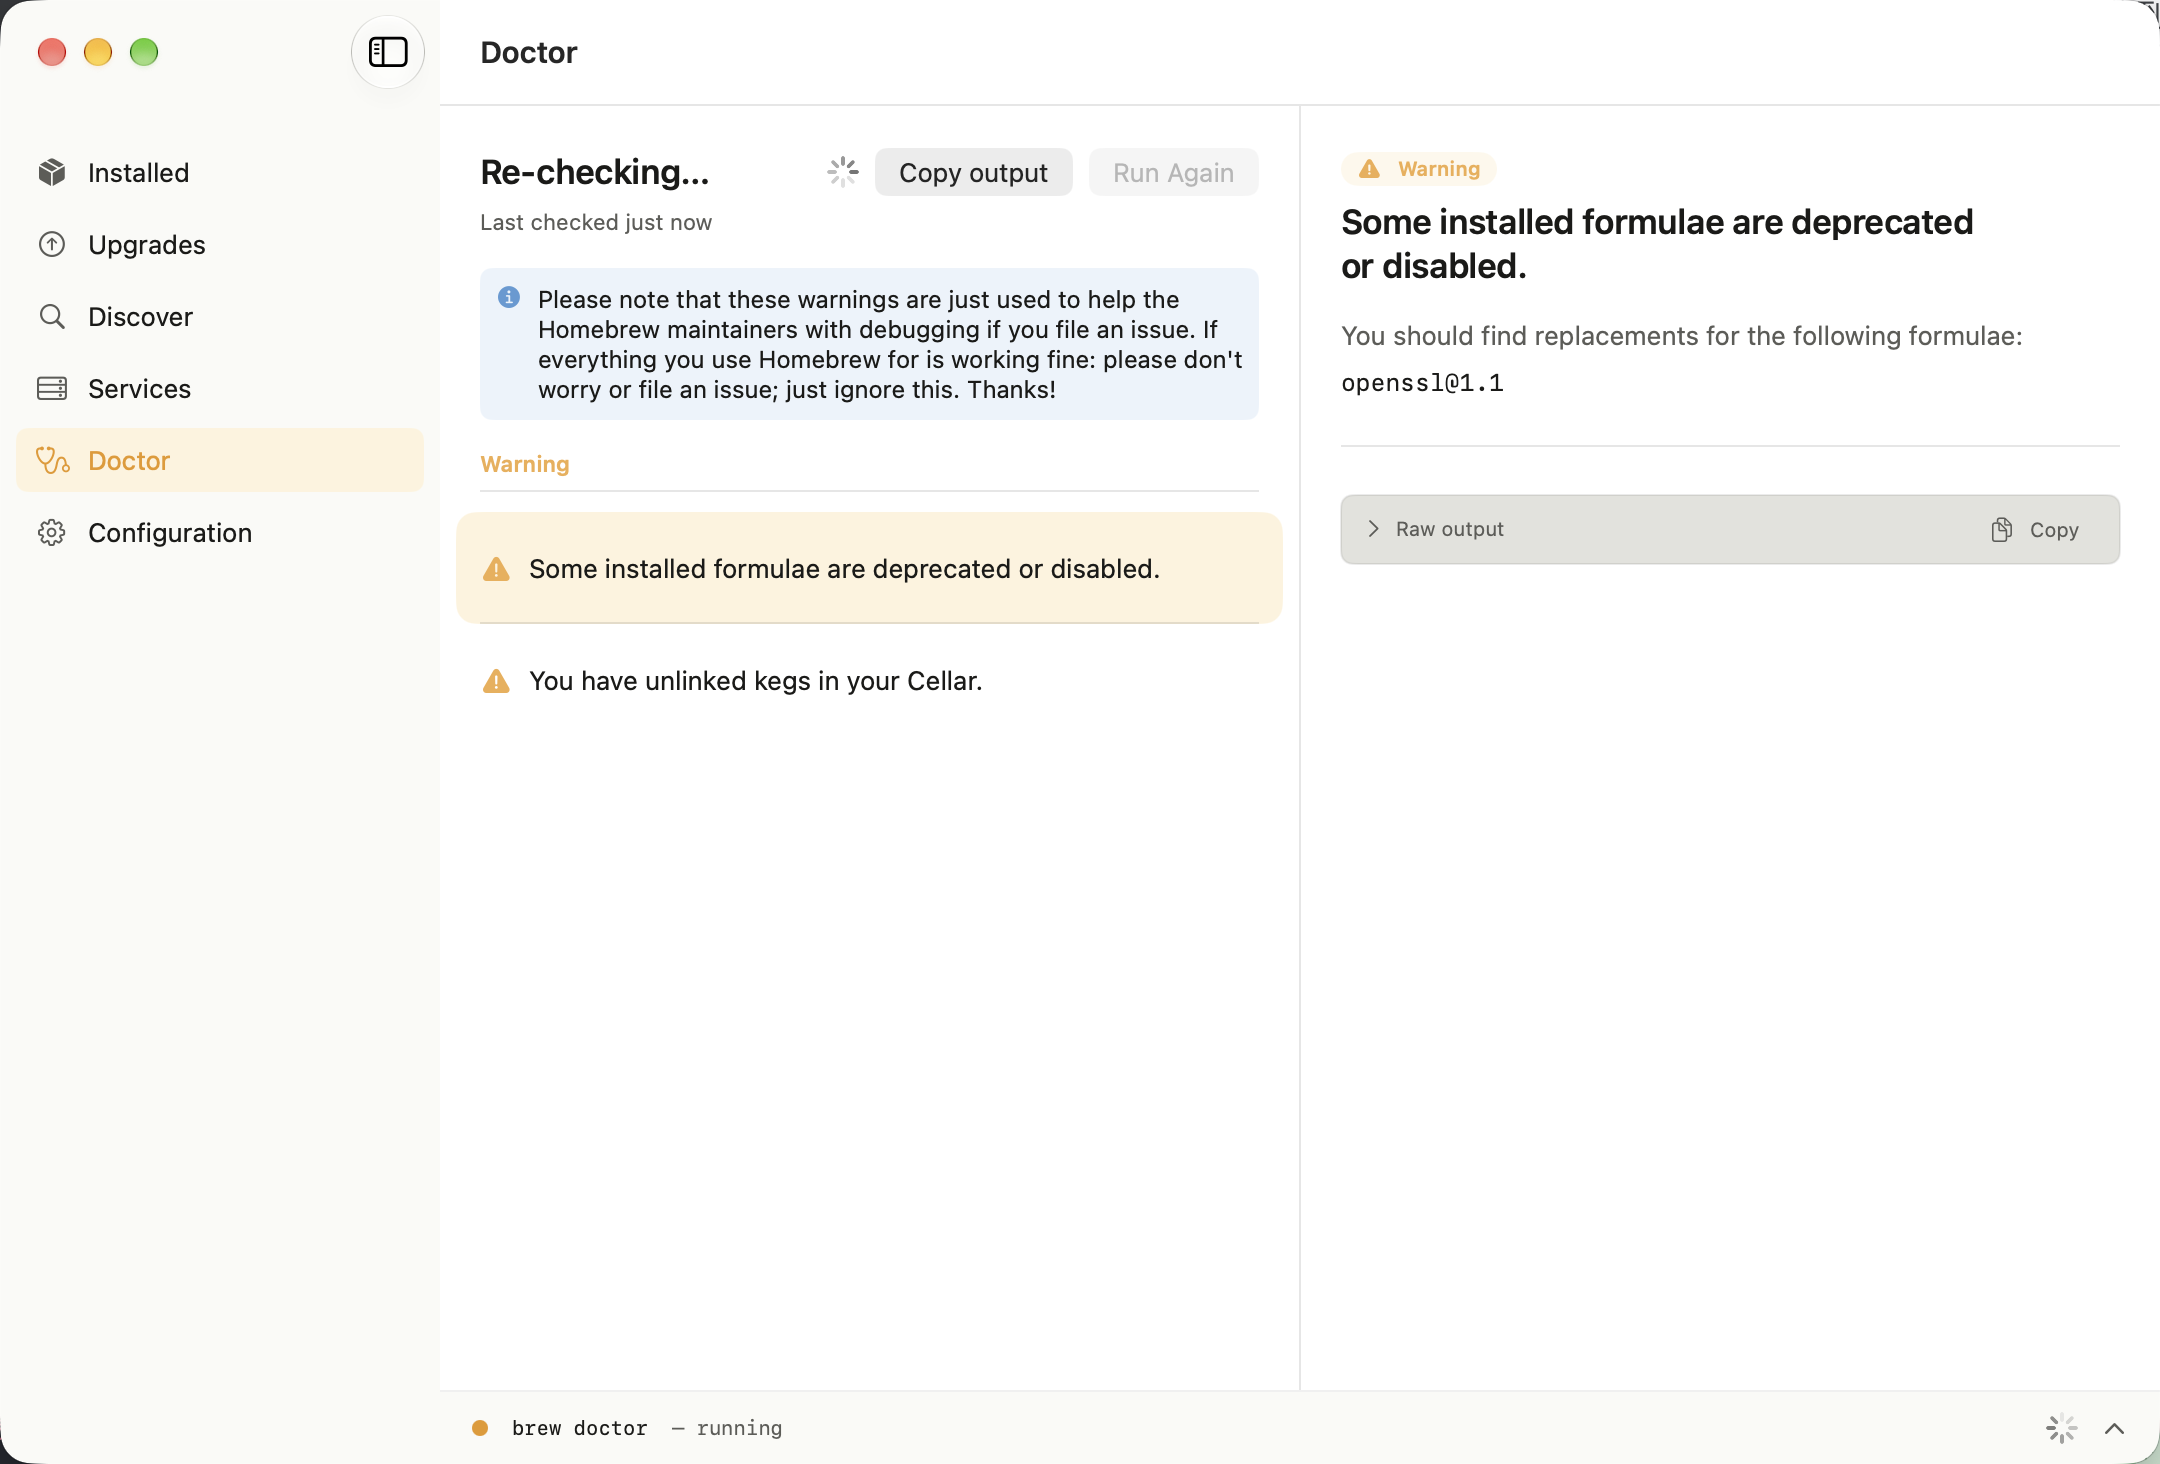 Doctor
Installed
Upgrades
Discover
Services
Doctor
Configuration
Re-checking...
Copy output
Run Again
Last checked just now
Please note that these warnings are just used to help the
Homebrew maintainers with debugging if you file an issue. If
everything you use Homebrew for is working fine: please don't
worry or file an issue; just ignore this. Thanks!
Warning
Some installed formulae are deprecated or disabled.
You have unlinked kegs in your Cellar.
Warning
Some installed formulae are deprecated
or disabled.
You should find replacements for the following formulae:
openssl@1.1
Raw output
Copy
brew doctor — running